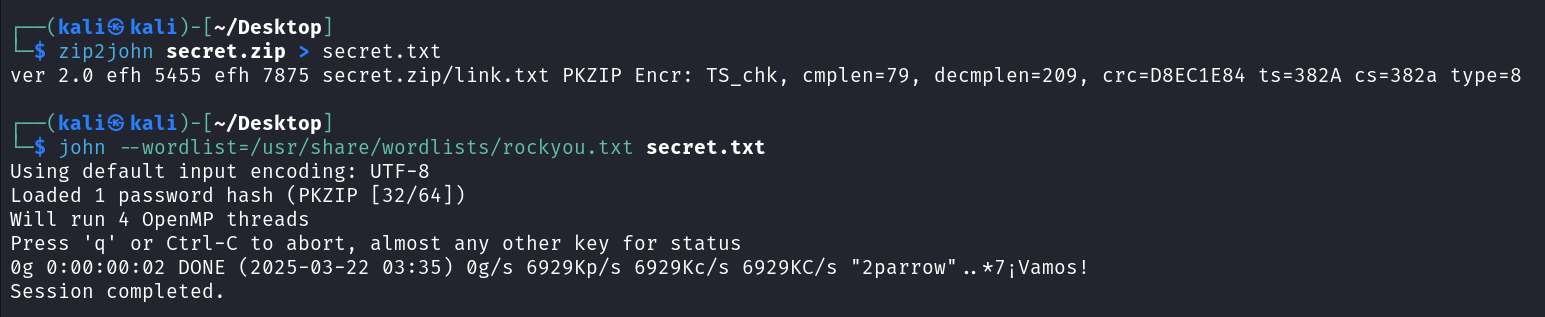 ┌──(kali㉿kali)-[~/Desktop]
└─$ zip2john secret.zip > secret.txt
ver 2.0 efh 5455 efh 7875 secret.zip/link.txt PKZIP Encr: TS_chk, cmplen=79, decmplen=209, crc=D8EC1E84 ts=382A cs=382a type=8
┌──(kali㉿kali)-[~/Desktop]
└─$ john --wordlist=/usr/share/wordlists/rockyou.txt secret.txt
Using default input encoding: UTF-8
Loaded 1 password hash (PKZIP [32/64])
Will run 4 OpenMP threads
Press 'q' or Ctrl-C to abort, almost any other key for status
0g 0:00:00:02 DONE (2025-03-22 03:35) 0g/s 6929Kp/s 6929Kc/s 6929KC/s "2parrow"..*7¡Vamos!
Session completed.